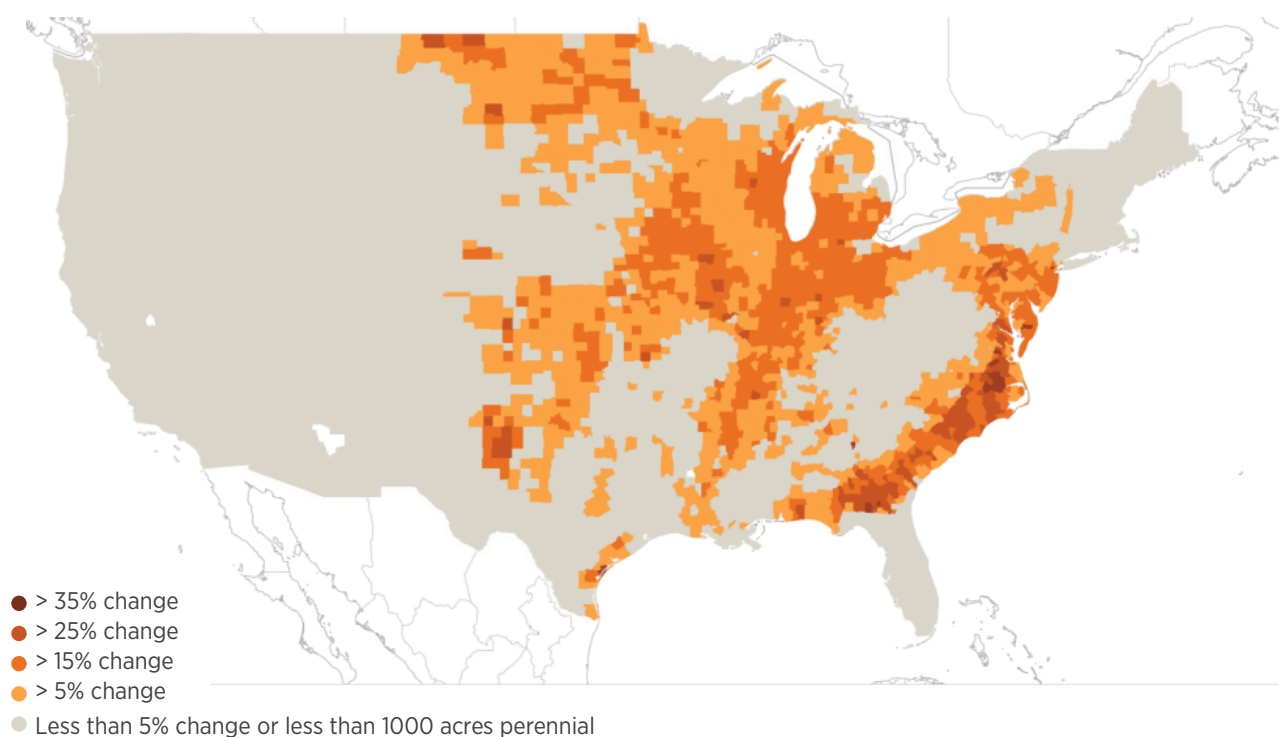 > 35% change
> 25% change
> 15% change
> 5% change
Less than 5% change or less than 1000 acres perennial